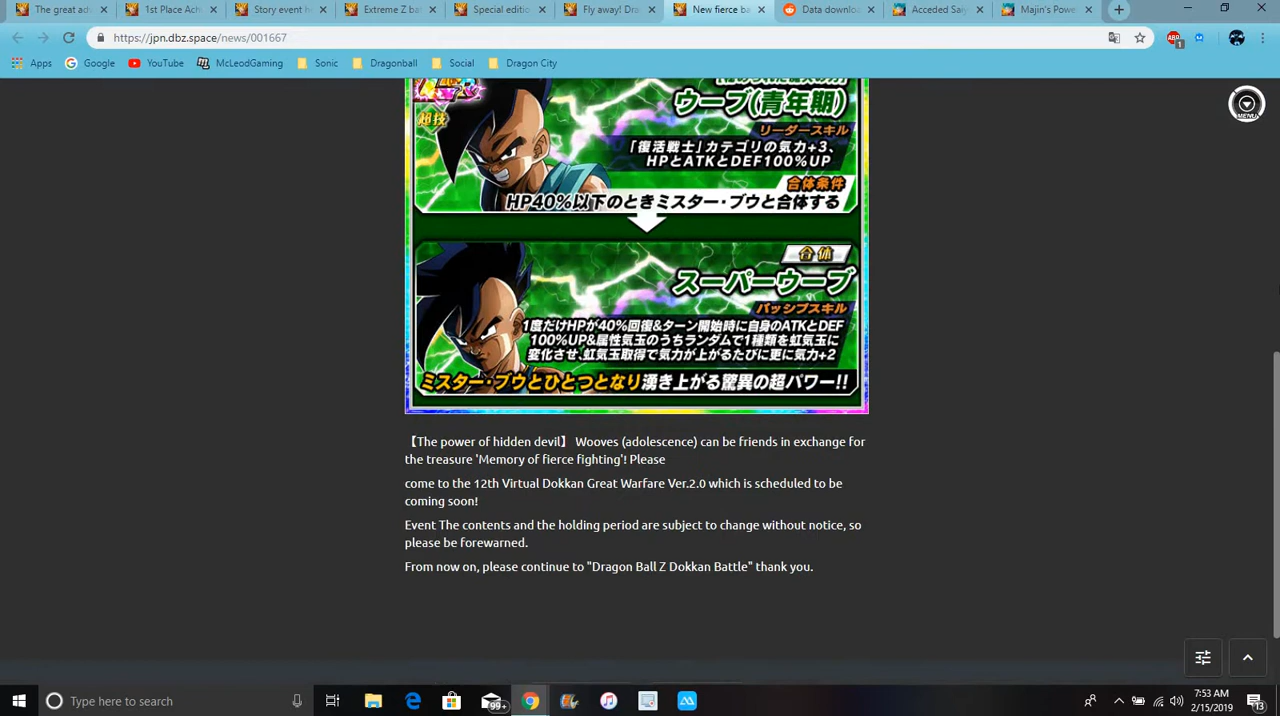 The great ad
1st Place Ach
Story event h
Extreme Z ba
Special editio
Fly away! Dra
New fierce ba
Data downloa
Acceded Saiy
Majin's Powe
https://jpn.dbz.space/news/001667
ABP
1
Apps
Google
YouTube
McLeodGaming
Sonic
Dragonball
Social
Dragon City
MENU
超技
ウーブ(青年期)
リーダースキル
「復活戦士」カテゴリの気力+3、
HPとATKとDEF100%UP
合体条件
HP40%以下のときミスター・ブウと合体する
合体
スーパーウーブ
パッシブスキル
1度だけHPが40%回復&ターン開始時に自身のATKとDEF
100%UP&属性気玉のうちランダムで1種類を虹気玉に
変化させ、虹気玉取得で気力が上がるたびに更に気力+2
ミスター・ブウとひとつとなり湧き上がる驚異の超パワー!!
【The power of hidden devil】 Wooves (adolescence) can be friends in exchange for
the treasure 'Memory of fierce fighting'! Please
come to the 12th Virtual Dokkan Great Warfare Ver.2.0 which is scheduled to be
coming soon!
Event The contents and the holding period are subject to change without notice, so
please be forewarned.
From now on, please continue to "Dragon Ball Z Dokkan Battle" thank you.
Type here to search
99+
7:53 AM
2/15/2019
13